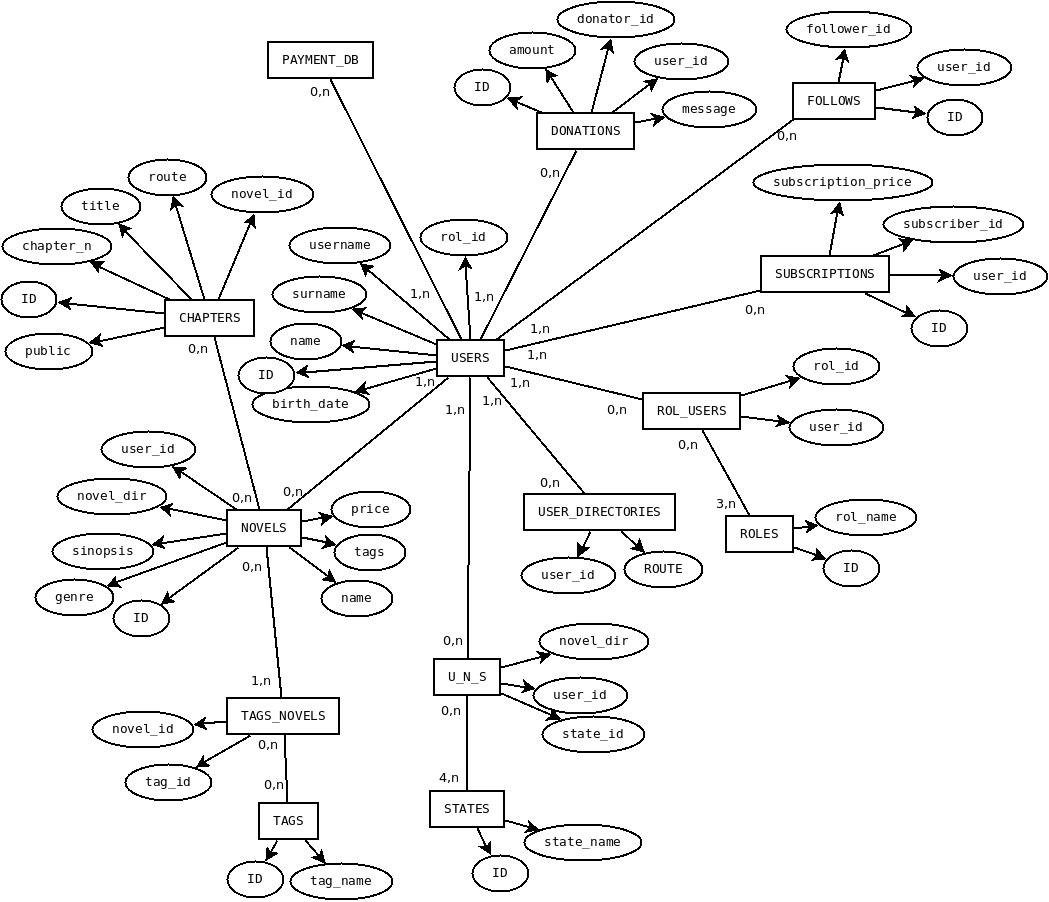 donator_id
follower_id
amount
PAYMENT_DB
user_id
user_id
ID
0,n
FOLLOWS
message
ID
DONATIONS
0,n
0,n
route
novel_id
subscription_price
title
subscriber_id
username
rol_id
chapter_n
SUBSCRIPTIONS
user_id
surname
1,n
1,n
ID
0,n
CHAPTERS
1,n
ID
name
public
0,n
USERS
1,n
rol_id
ID
1,n
1,n
birth_date
1,n
1,n
0,n
ROL_USERS
user_id
user_id
0,n
novel_dir
0,n
0,n
0,n
3,n
price
USER_DIRECTORIES
rol_name
NOVELS
ROLES
sinopsis
tags
0,n
user_id
ROUTE
ID
genre
name
ID
0,n
novel_dir
1,n
U_N_S
user_id
TAGS_NOVELS
0,n
novel_id
state_id
0,n
tag_id
0,n
4,n
TAGS
STATES
state_name
ID
tag_name
ID